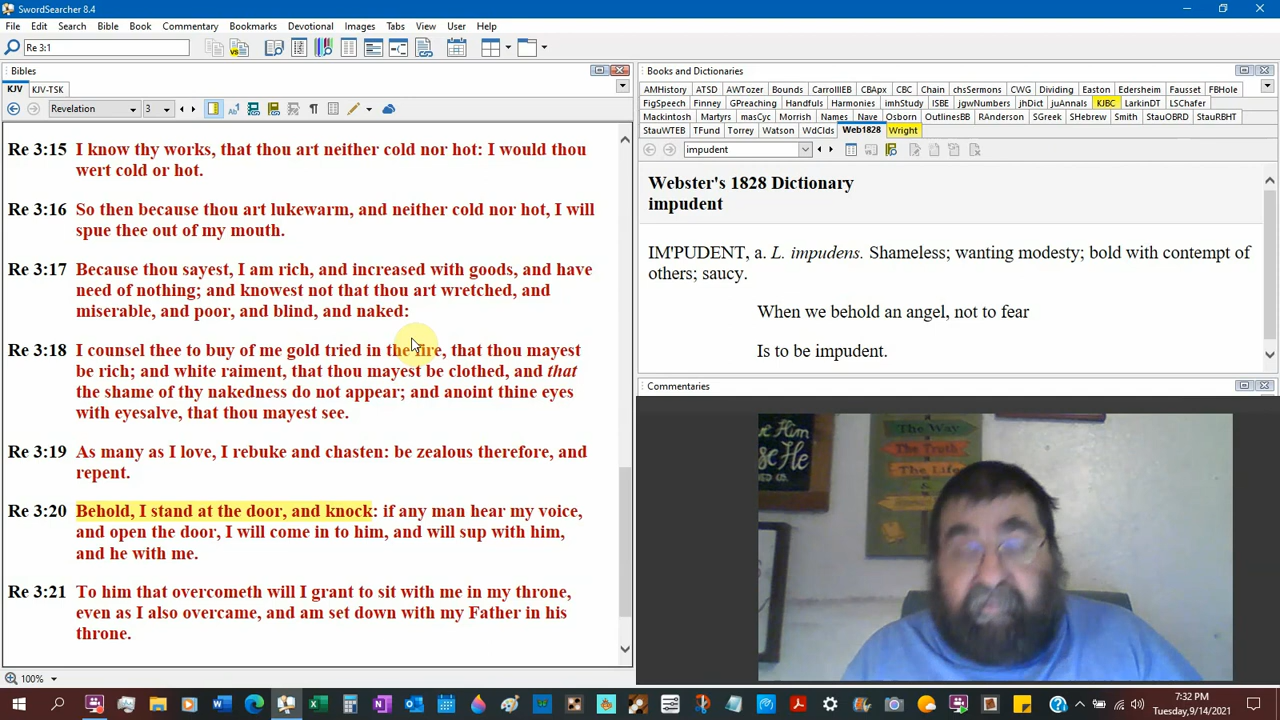 SwordSearcher 8.4
File Edit Search Bible Book Commentary Bookmarks Devotional Images Tabs View User Help
Re 3:1
Bibles
KJV KJV-TSK
Revelation 3
Re 3:15 I know thy works, that thou art neither cold nor hot: I would thou
wert cold or hot.
Re 3:16 So then because thou art lukewarm, and neither cold nor hot, I will
spue thee out of my mouth.
Re 3:17 Because thou sayest, I am rich, and increased with goods, and have
need of nothing; and knowest not that thou art wretched, and
miserable, and poor, and blind, and naked:
Re 3:18 I counsel thee to buy of me gold tried in the fire, that thou mayest
be rich; and white raiment, that thou mayest be clothed, and that
the shame of thy nakedness do not appear; and anoint thine eyes
with eyesalve, that thou mayest see.
Re 3:19 As many as I love, I rebuke and chasten: be zealous therefore, and
repent.
Re 3:20 Behold, I stand at the door, and knock: if any man hear my voice,
and open the door, I will come in to him, and will sup with him,
and he with me.
Re 3:21 To him that overcometh will I grant to sit with me in my throne,
even as I also overcame, and am set down with my Father in his
throne.
100%
Books and Dictionaries
AMHistory ATSD AWTozer Bounds CarrollIEB CBApx CBC Chain chsSermons CWG Dividing Easton Edersheim Fausset FBHole
FigSpeech Finney GPreaching Handfuls Harmonies imhStudy ISBE jgwNumbers jhDict juAnnals KJBC LarkinDT LSChafer
Mackintosh Martyrs masCyc Morrish Names Nave Osborn OutlinesBB RAnderson SGreek SHebrew Smith StauOBRD StauRBHT
StauWTEB TFund Torrey Watson WdClds Web1828 Wright
impudent
Webster's 1828 Dictionary
impudent
IM'PUDENT, a. L. impudens. Shameless; wanting modesty; bold with contempt of
others; saucy.
When we behold an angel, not to fear
Is to be impudent.
Commentaries
The Way
The Truth
The Life
7:32 PM
Tuesday,9/14/2021